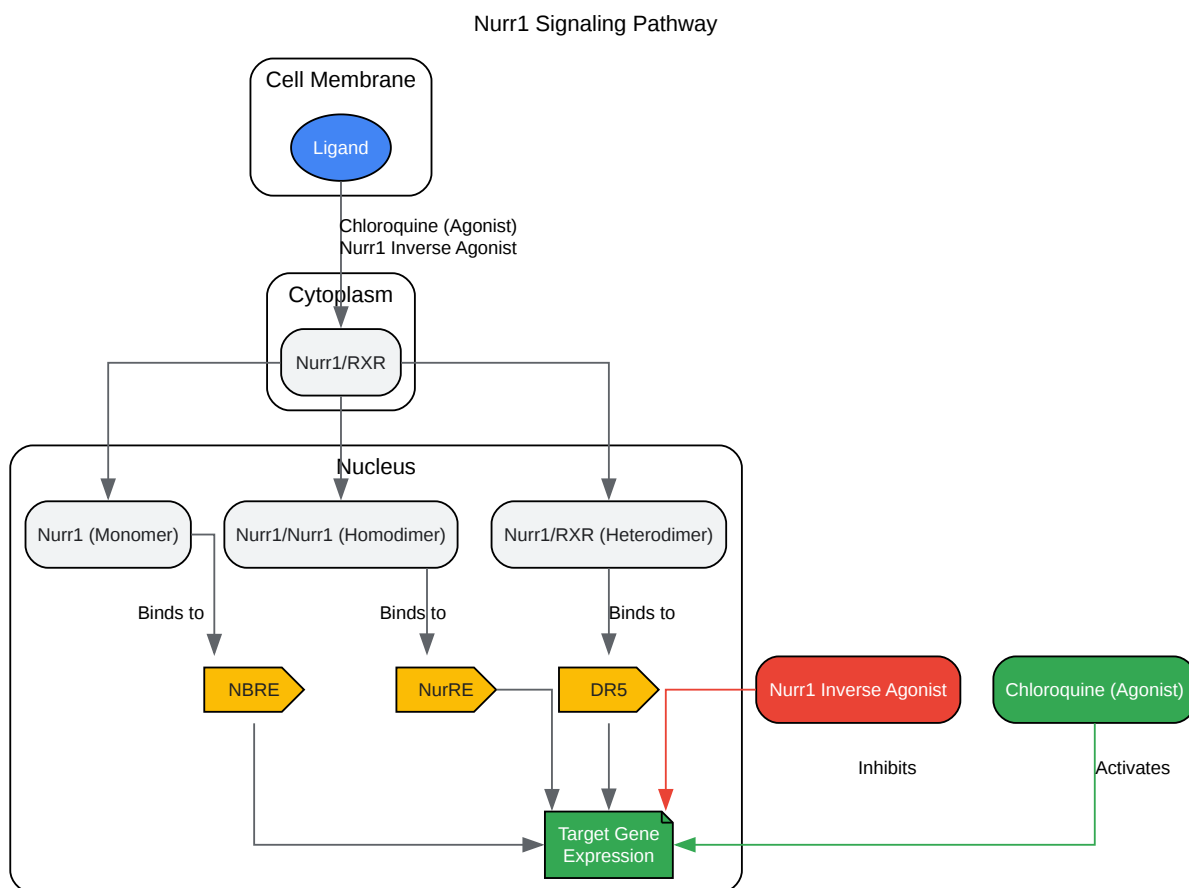 Nurr1 Signaling Pathway
Cell Membrane
Ligand
Chloroquine (Agonist)
Nurr1 Inverse Agonist
Cytoplasm
Nurr1/RXR
Nucleus
Nurr1 (Monomer)
Nurr1/Nurr1 (Homodimer)
Nurr1/RXR (Heterodimer)
Binds to
Binds to
Binds to
NBRE
NurRE
DR5
Nurr1 Inverse Agonist
Chloroquine (Agonist)
Inhibits
Activates
Target Gene
Expression